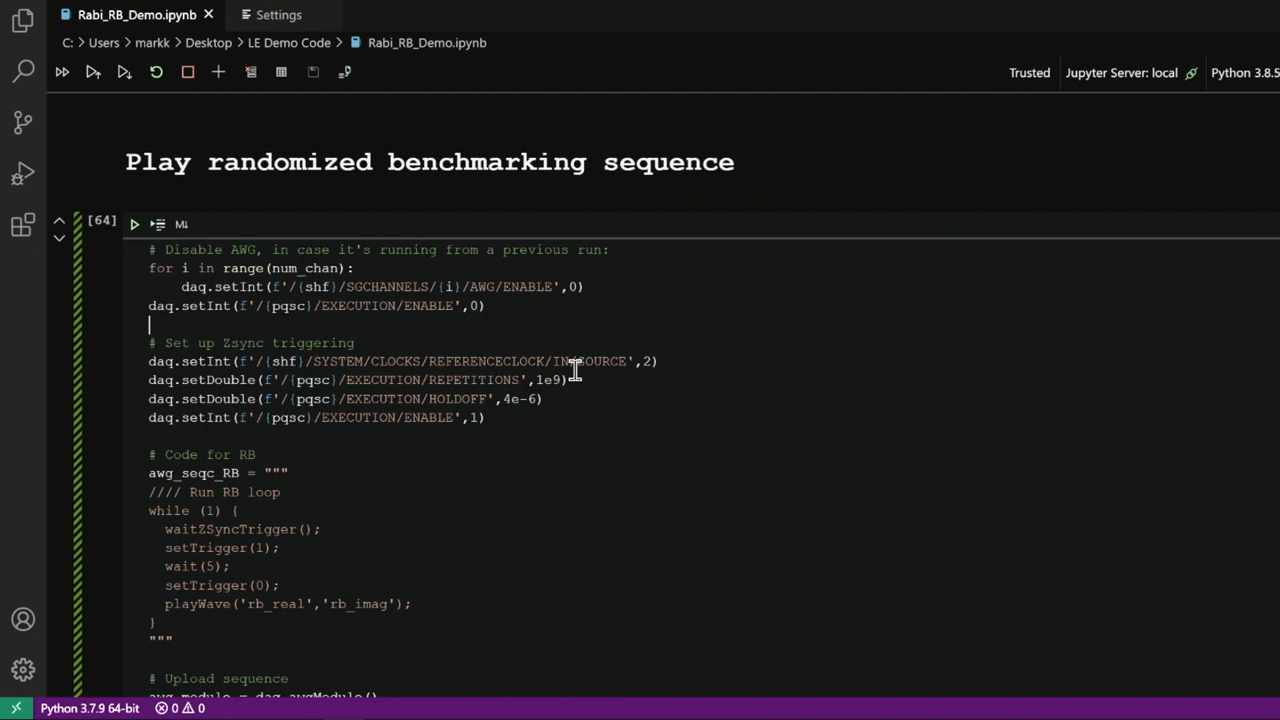 Rabi_RB_Demo.ipynb ✕ Settings
C: > Users > markk > Desktop > LE Demo Code > Rabi_RB_Demo.ipynb
Trusted Jupyter Server: local Python 3.8.5
Play randomized benchmarking sequence
[64] M↓
# Disable AWG, in case it's running from a previous run:
for i in range(num_chan):
    daq.setInt(f'/{shf}/SGCHANNELS/{i}/AWG/ENABLE',0)
daq.setInt(f'/{pqsc}/EXECUTION/ENABLE',0)
# Set up Zsync triggering
daq.setInt(f'/{shf}/SYSTEM/CLOCKS/REFERENCECLOCK/IN/SOURCE',2)
daq.setDouble(f'/{pqsc}/EXECUTION/REPETITIONS',1e9)
daq.setDouble(f'/{pqsc}/EXECUTION/HOLDOFF',4e-6)
daq.setInt(f'/{pqsc}/EXECUTION/ENABLE',1)
# Code for RB
awg_seqc_RB = """
//// Run RB loop
while (1) {
  waitZSyncTrigger();
  setTrigger(1);
  wait(5);
  setTrigger(0);
  playWave('rb_real','rb_imag');
}
"""
# Upload sequence
awg_module = daq.awgModule()
Python 3.7.9 64-bit 0 0